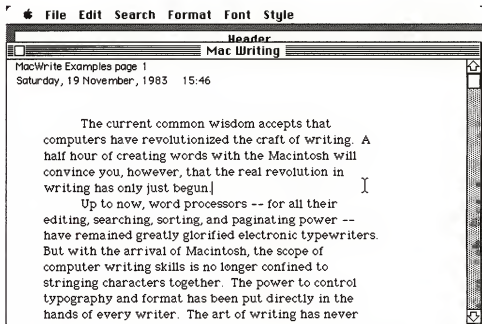 File Edit Search Format Font Style
Header
Mac Writing
MacWrite Examples page 1
Saturday, 19 November, 1983 15:46
The current common wisdom accepts that
computers have revolutionized the craft of writing. A
half hour of creating words with the Macintosh will
convince you, however, that the real revolution in
writing has only just begun.
Up to now, word processors -- for all their
editing, searching, sorting, and paginating power --
have remained greatly glorified electronic typewriters.
But with the arrival of Macintosh, the scope of
computer writing skills is no longer confined to
stringing characters together. The power to control
typography and format has been put directly in the
hands of every writer. The art of writing has never